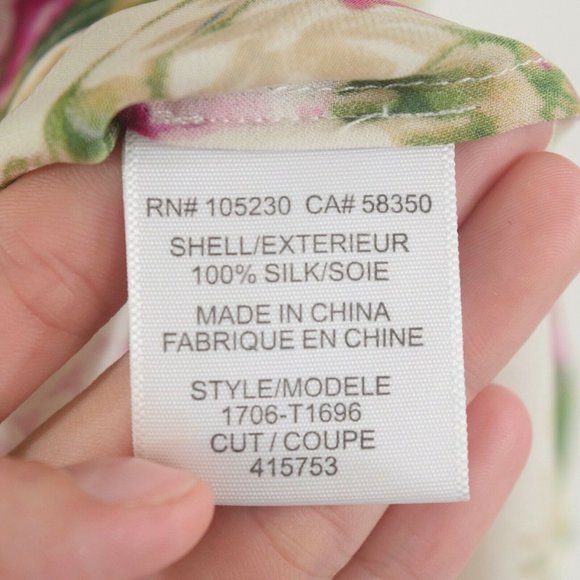 RN# 105230 CA# 58350
SHELL/EXTERIEUR
100% SILK/SOIE
MADE IN CHINA
FABRIQUE EN CHINE
STYLE/MODELE
1706-T1696
CUT / COUPE
415753